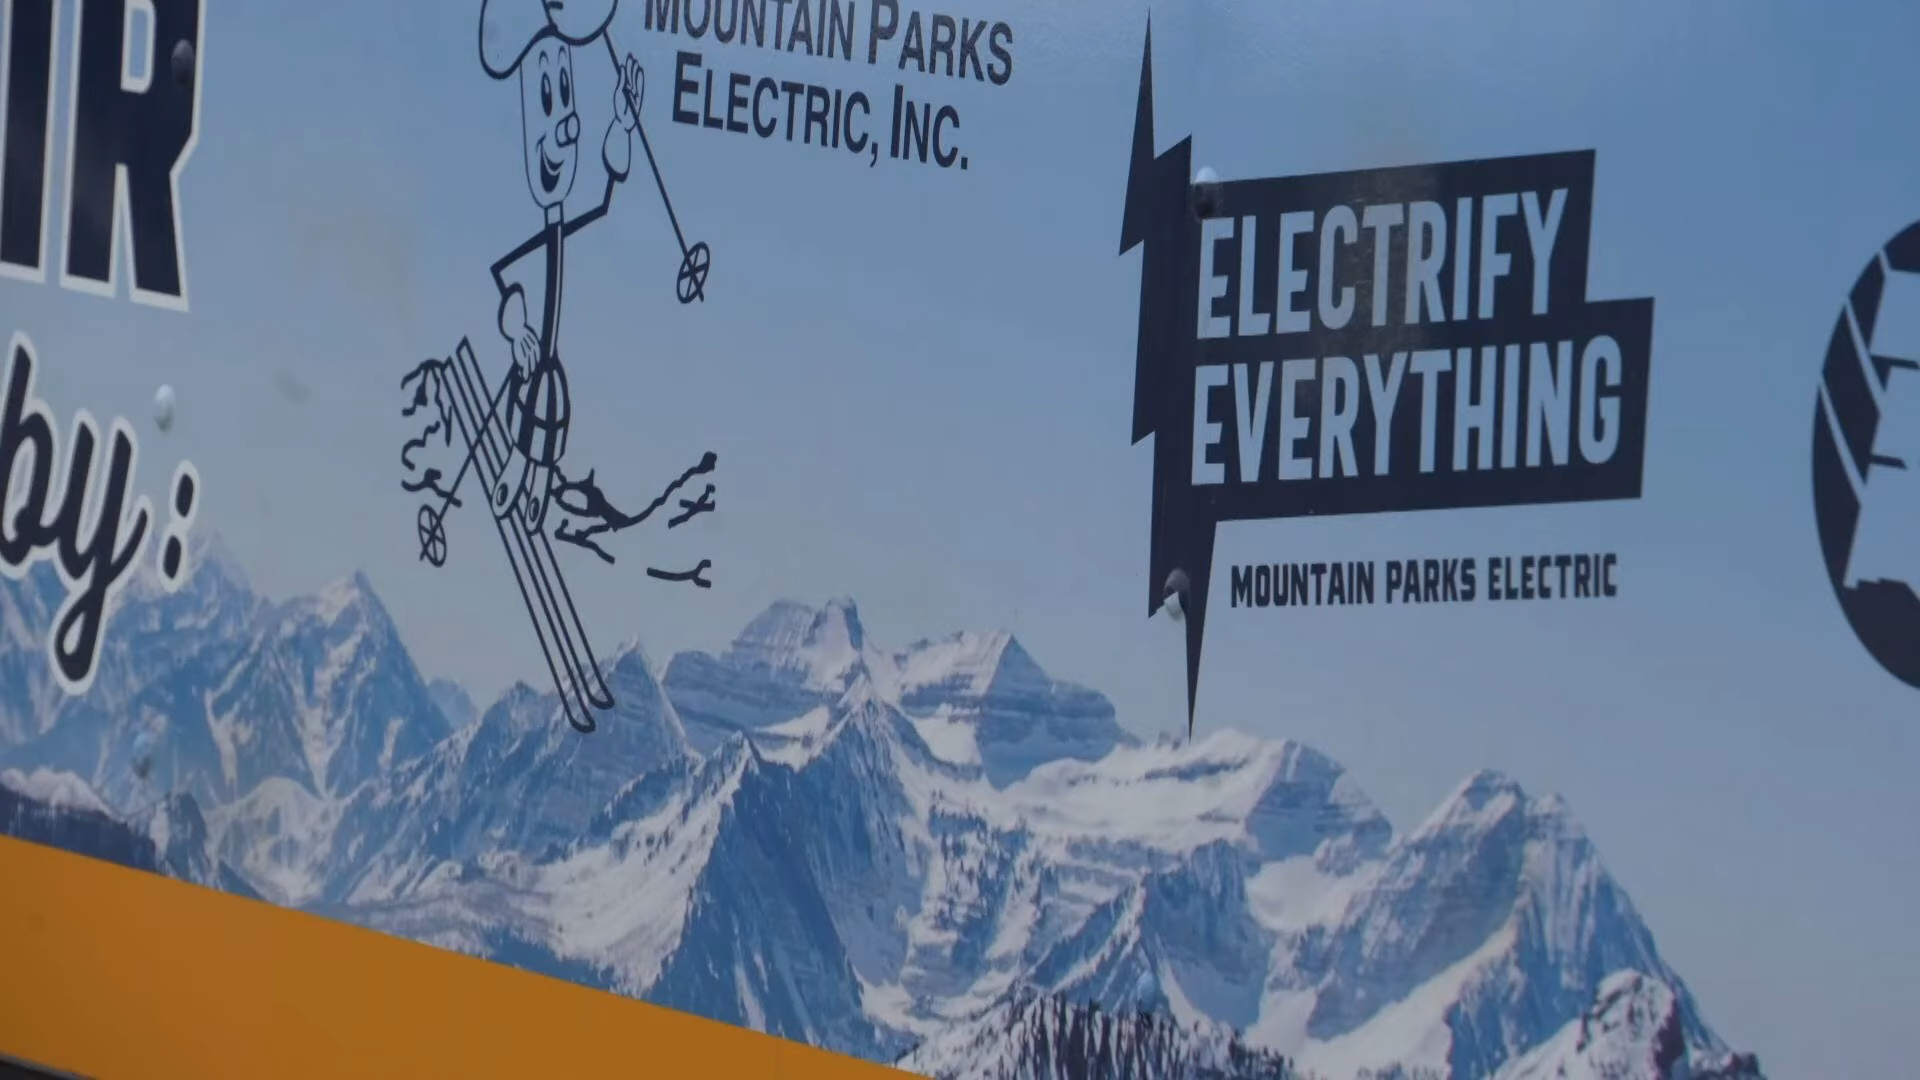 IR
by:
MOUNTAIN PARKS
ELECTRIC, INC.
ELECTRIFY
EVERYTHING
MOUNTAIN PARKS ELECTRIC